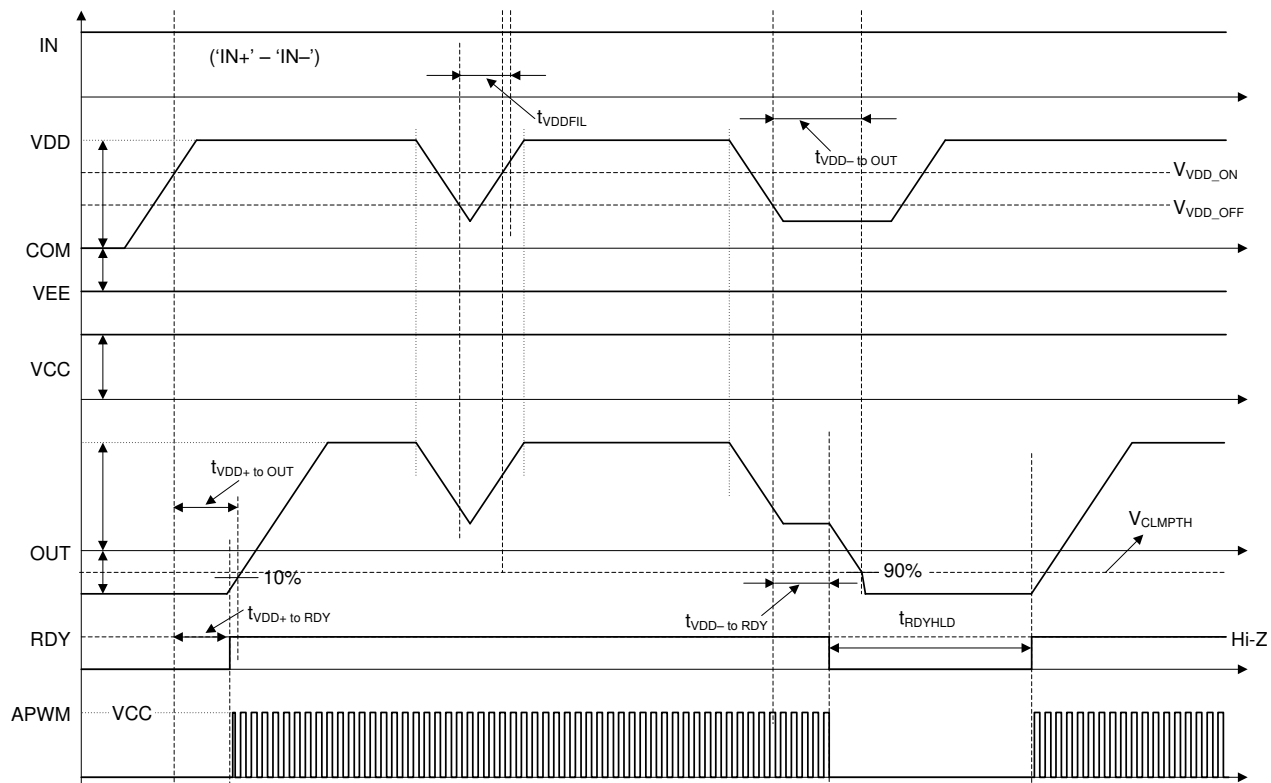 IN
('IN+' – 'IN–')
tVDDFIL
VDD
tVDD– to OUT
VVDD_ON
VVDD_OFF
COM
VEE
VCC
tVDD+ to OUT
VCLMPTH
OUT
10%
90%
tVDD+ to RDY
tVDD– to RDY
tRDYHLD
RDY
Hi-Z
APWM
VCC